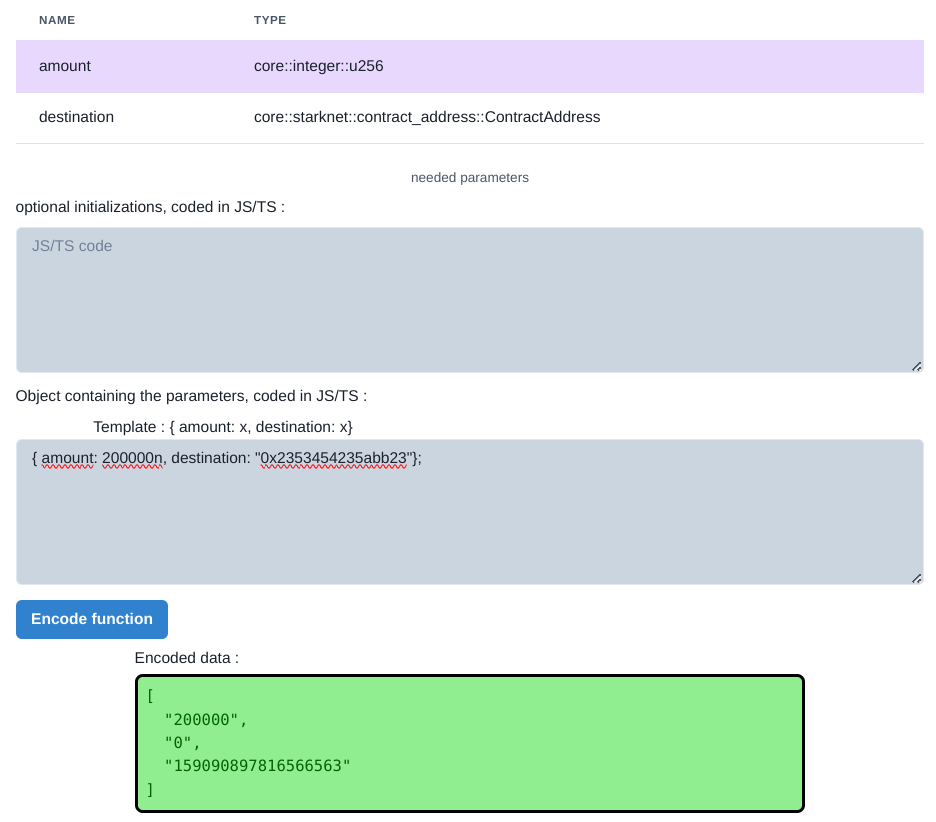 NAME TYPE
amount core::integer::u256
destination core::starknet::contract_address::ContractAddress
needed parameters
optional initializations, coded in JS/TS :
JS/TS code
Object containing the parameters, coded in JS/TS :
Template : { amount: x, destination: x}
{ amount: 200000n, destination: "0x2353454235abb23"};
Encode function
Encoded data :
[
"200000",
"0",
"159090897816566563"
]